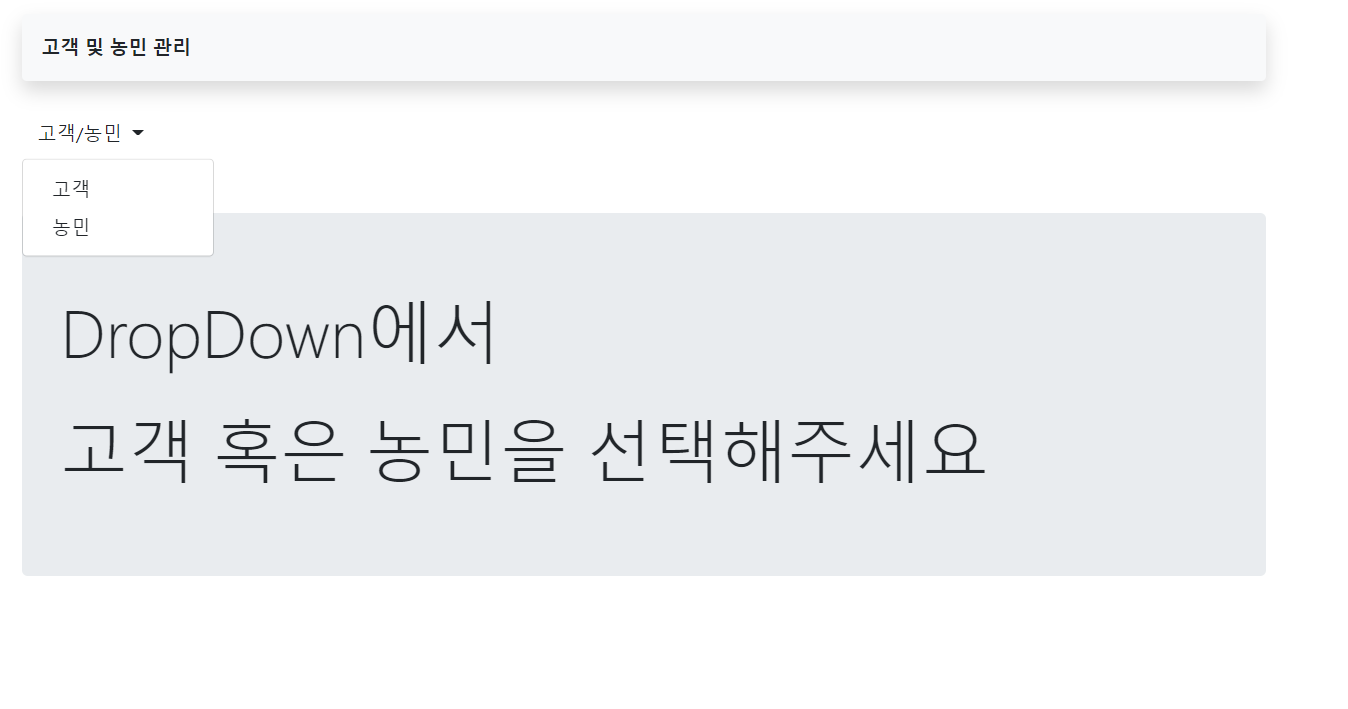 고객 및 농민 관리
고객/농민
고객
농민
DropDown에서
고객 혹은 농민을 선택해주세요